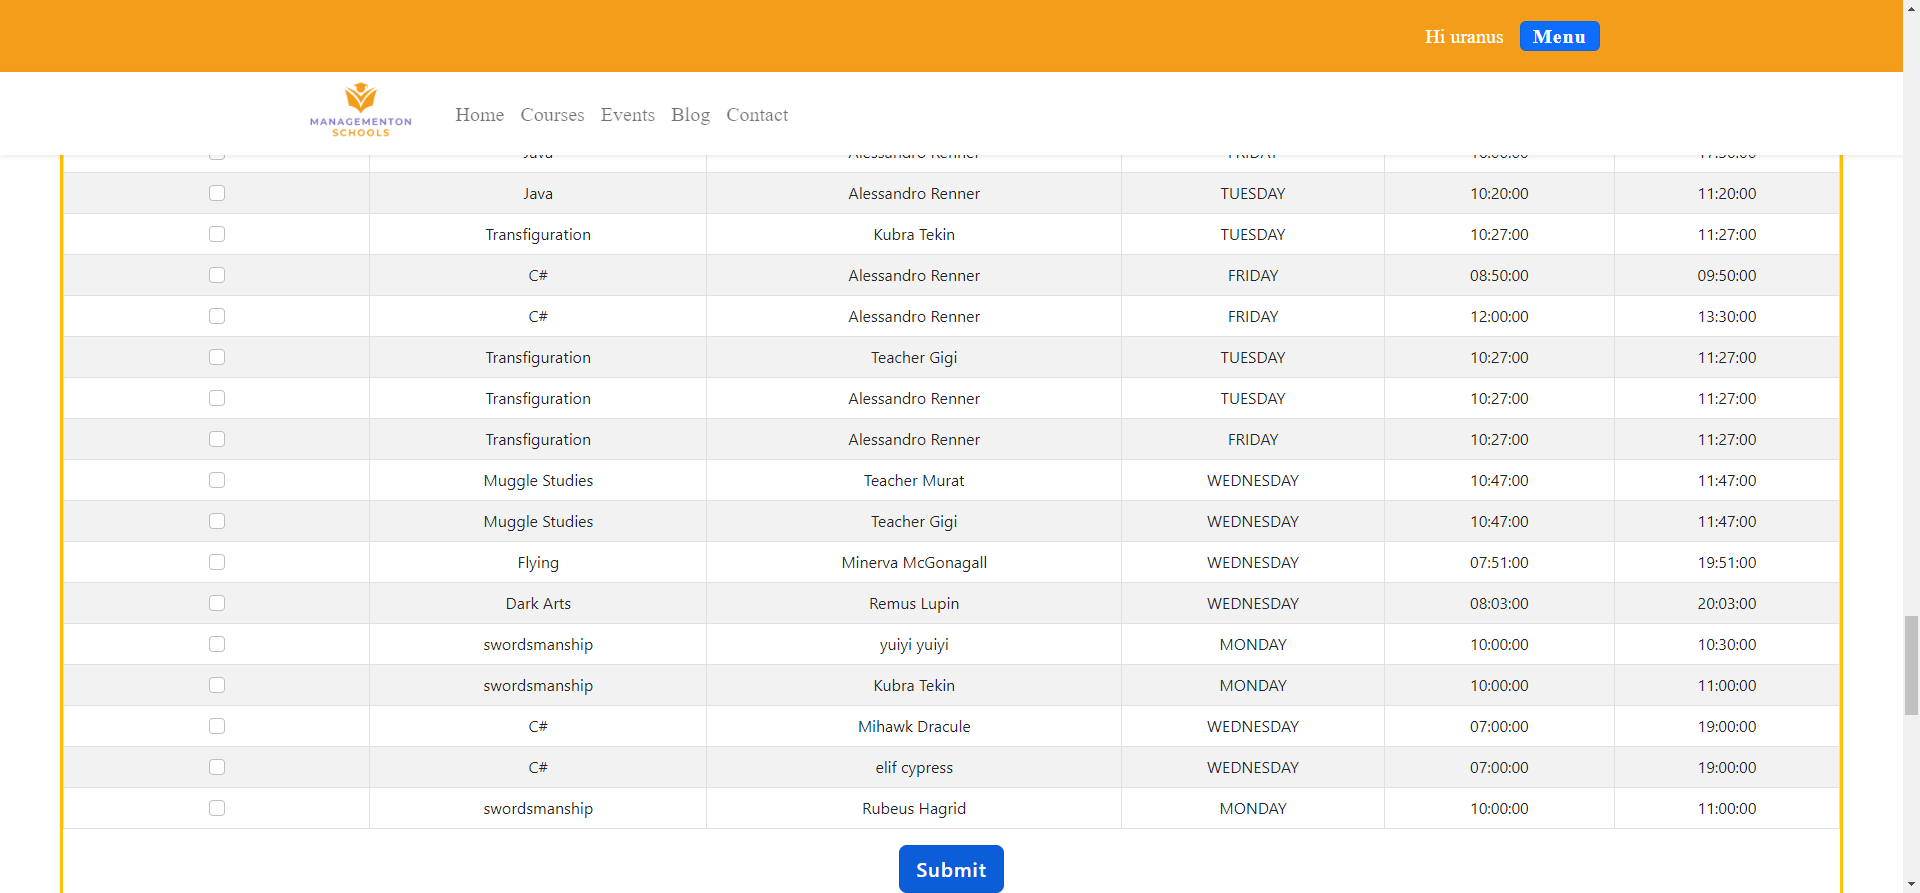 Hi uranus Menu
MANAGEMENTON
SCHOOLS
Home Courses Events Blog Contact
Java Alessandro Renner FRIDAY
Java Alessandro Renner TUESDAY 10:20:00 11:20:00
Transfiguration Kubra Tekin TUESDAY 10:27:00 11:27:00
C# Alessandro Renner FRIDAY 08:50:00 09:50:00
C# Alessandro Renner FRIDAY 12:00:00 13:30:00
Transfiguration Teacher Gigi TUESDAY 10:27:00 11:27:00
Transfiguration Alessandro Renner TUESDAY 10:27:00 11:27:00
Transfiguration Alessandro Renner FRIDAY 10:27:00 11:27:00
Muggle Studies Teacher Murat WEDNESDAY 10:47:00 11:47:00
Muggle Studies Teacher Gigi WEDNESDAY 10:47:00 11:47:00
Flying Minerva McGonagall WEDNESDAY 07:51:00 19:51:00
Dark Arts Remus Lupin WEDNESDAY 08:03:00 20:03:00
swordsmanship yuiyi yuiyi MONDAY 10:00:00 10:30:00
swordsmanship Kubra Tekin MONDAY 10:00:00 11:00:00
C# Mihawk Dracule WEDNESDAY 07:00:00 19:00:00
C# elif cypress WEDNESDAY 07:00:00 19:00:00
swordsmanship Rubeus Hagrid MONDAY 10:00:00 11:00:00
Submit